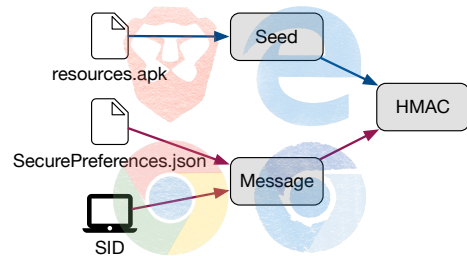 Seed
resources.apk
HMAC
SecurePreferences.json
Message
SID